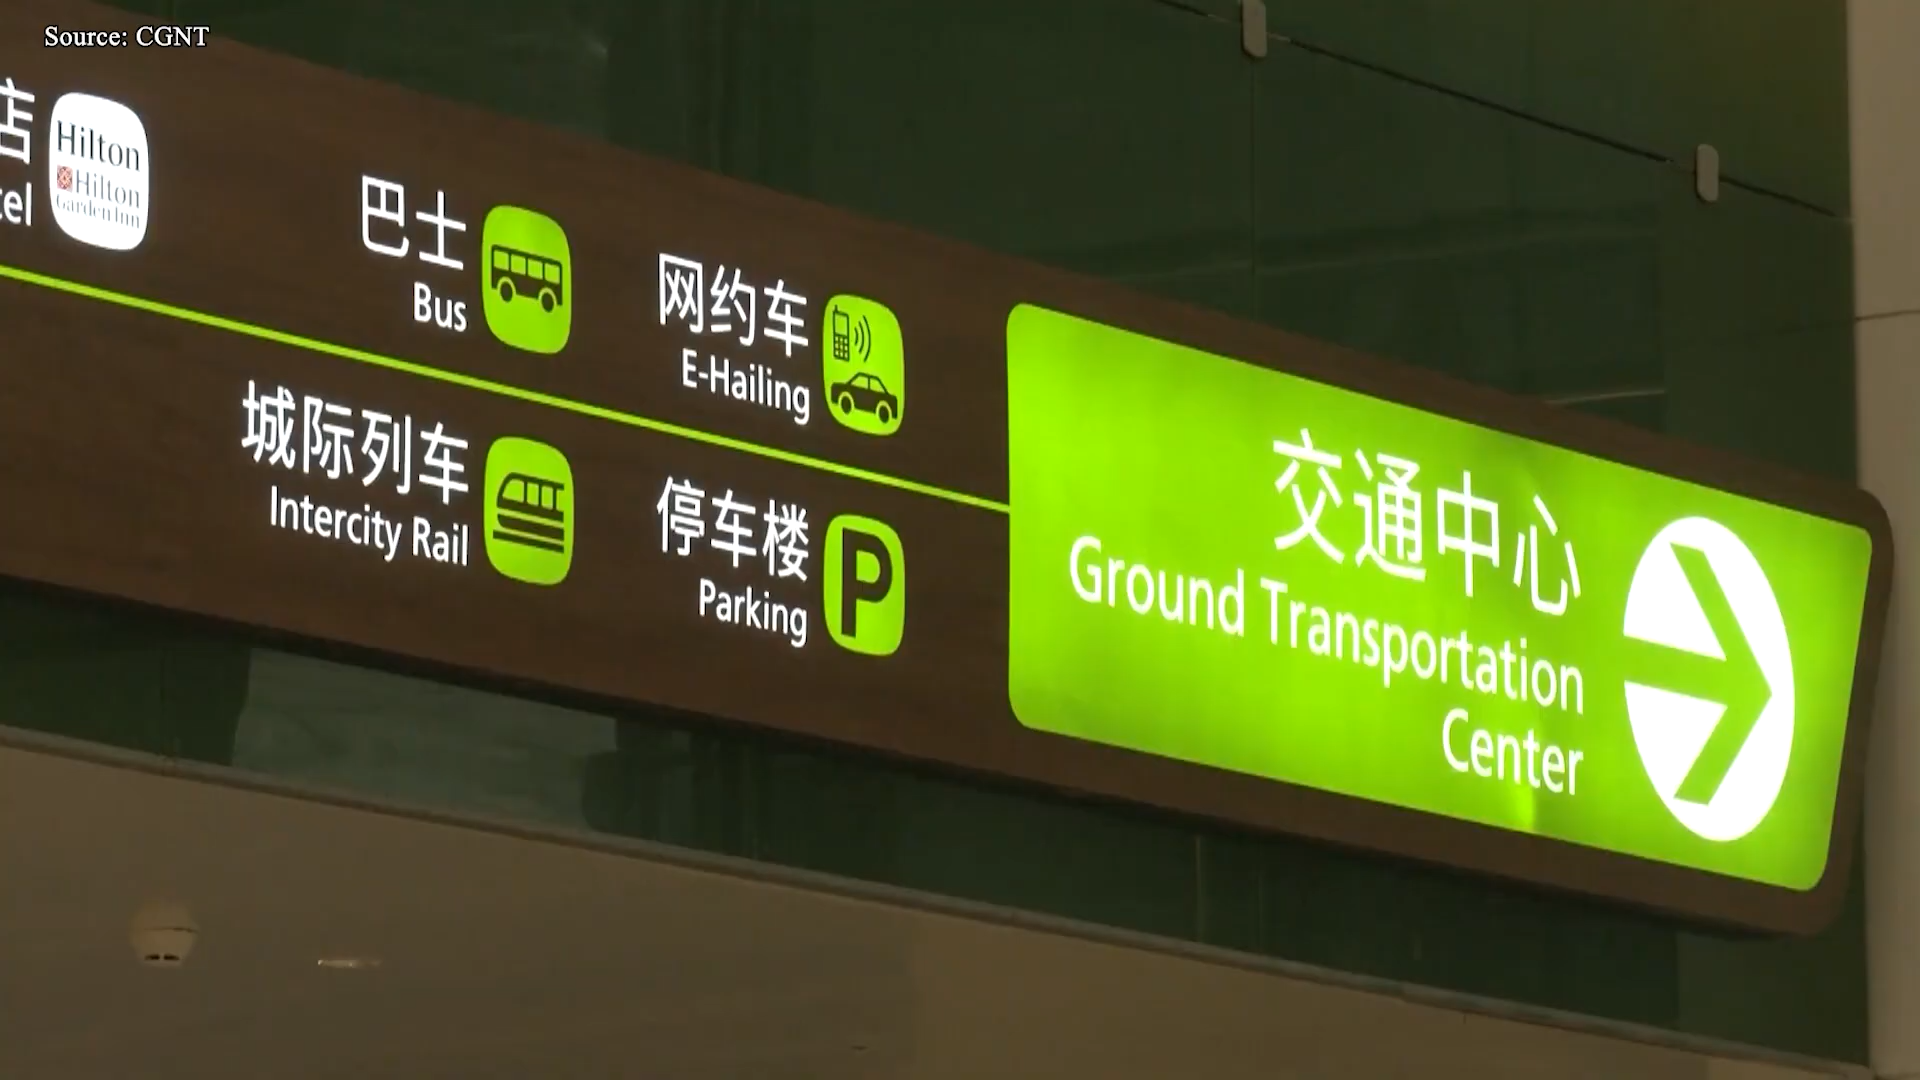 Source: CGNT
店
Hilton
Hilton
Garden Inn
巴士
Bus
网约车
E-Hailing
城际列车
Intercity Rail
停车楼
Parking
P
交通中心
Ground Transportation
Center